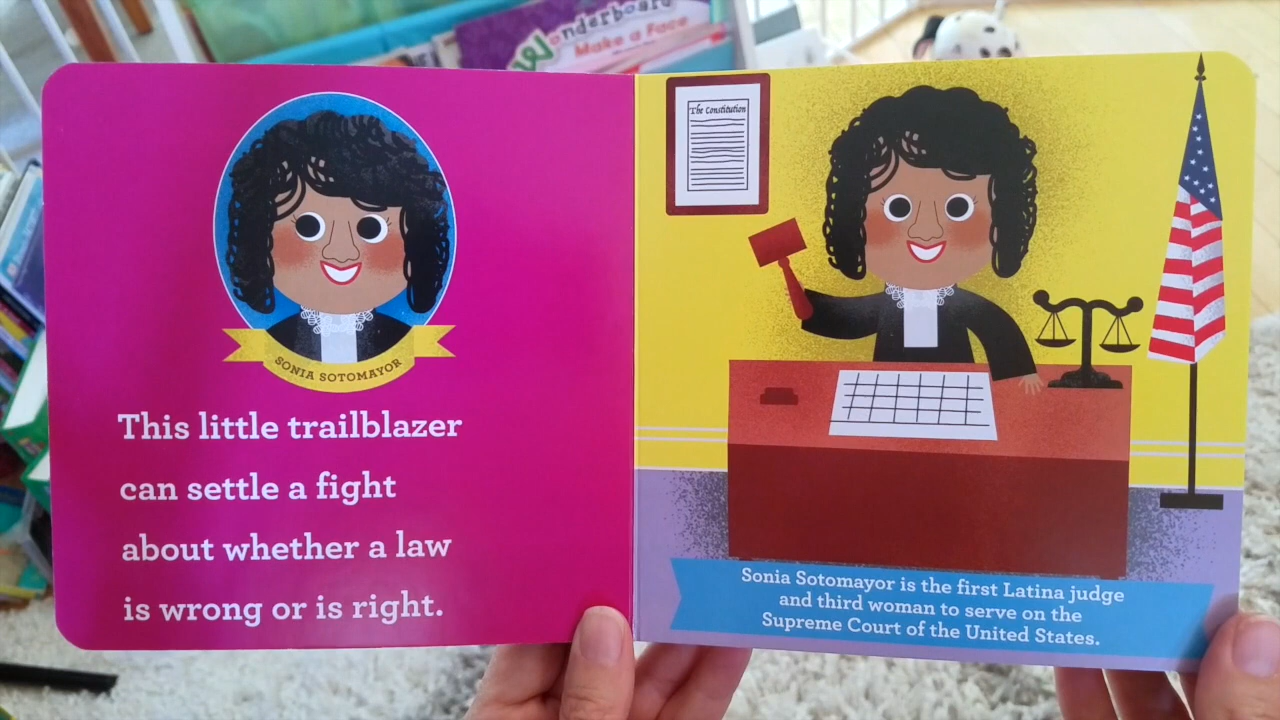 Wonderboard
Make a Face
SONIA SOTOMAYOR
This little trailblazer
can settle a fight
about whether a law
is wrong or is right.
The Constitution
Sonia Sotomayor is the first Latina judge
and third woman to serve on the
Supreme Court of the United States.